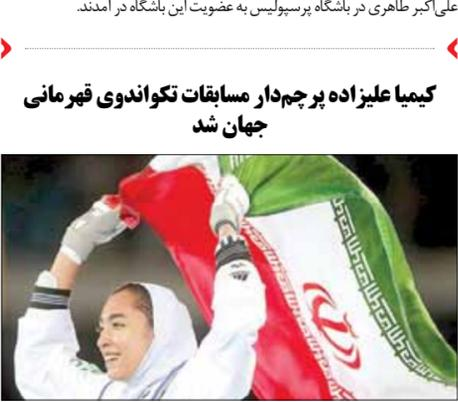 علی‌اکبر طاهری در باشگاه پرسپولیس به عضویت این باشگاه در آمدند.
کیمیا علیزاده پرچم‌دار مسابقات تکواندوی قهرمانی
جهان شد